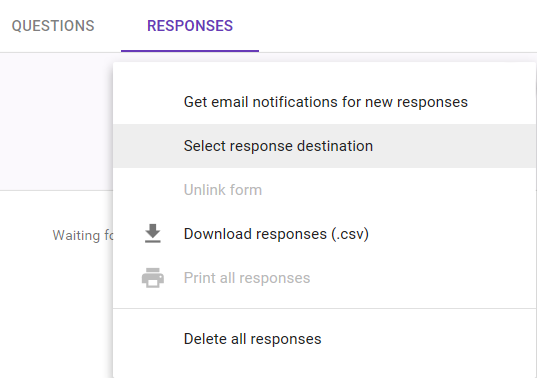 QUESTIONS RESPONSES
Get email notifications for new responses
Select response destination
Unlink form
Waiting
Download responses (.csv)
Print all responses
Delete all responses